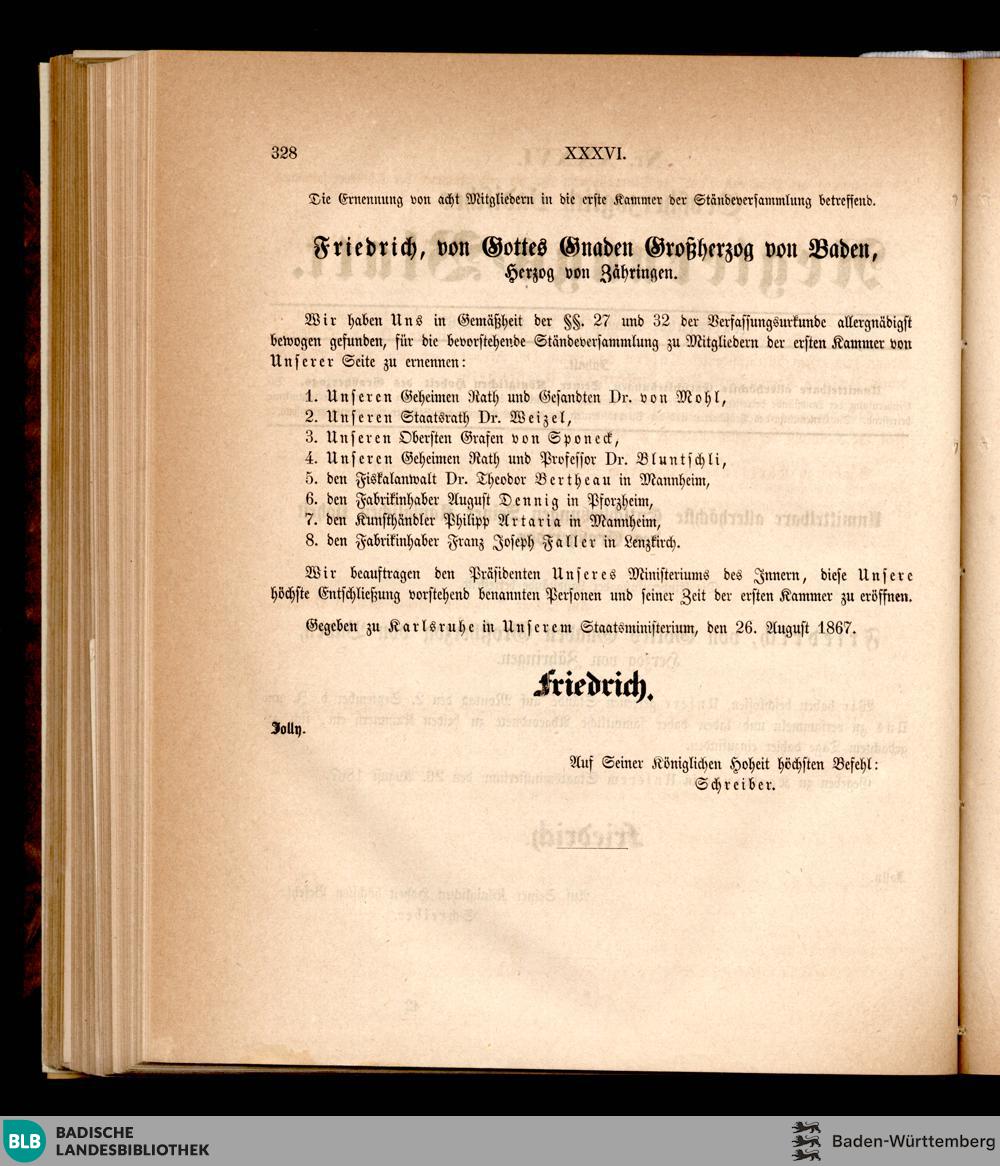 328
XXXVI.
Die Ernennung von acht Mitgliedern in die erste Kammer der Ständeversammlung betreffend.
Friedrich, von Gottes Gnaden Großherzog von Baden,
Herzog von Zähringen.
Wir haben Uns in Gemäßheit der §§. 27 und 32 der Verfassungsurkunde allergnädigst
bewogen gefunden, für die bevorstehende Ständeversammlung zu Mitgliedern der ersten Kammer von
Unserer Seite zu ernennen:
1. Unseren Geheimen Rath und Gesandten Dr. von Mohl,
2. Unseren Staatsrath Dr. Weizel,
3. Unseren Obersten Grafen von Sponeck,
4. Unseren Geheimen Rath und Professor Dr. Bluntschli,
5. den Fiskalanwalt Dr. Theodor Bertheau in Mannheim,
6. den Fabrikinhaber August Dennig in Pforzheim,
7. den Kunsthändler Philipp Artaria in Mannheim,
8. den Fabrikinhaber Franz Joseph Faller in Lenzkirch.
Wir beauftragen den Präsidenten Unseres Ministeriums des Innern, diese Unsere
höchste Entschließung vorstehend benannten Personen und seiner Zeit der ersten Kammer zu eröffnen.
Gegeben zu Karlsruhe in Unserem Staatsministerium, den 26. August 1867.
Friedrich.
Jolly.
Auf Seiner Königlichen Hoheit höchsten Befehl:
Schreiber.
BLB BADISCHE
LANDESBIBLIOTHEK
Baden-Württemberg